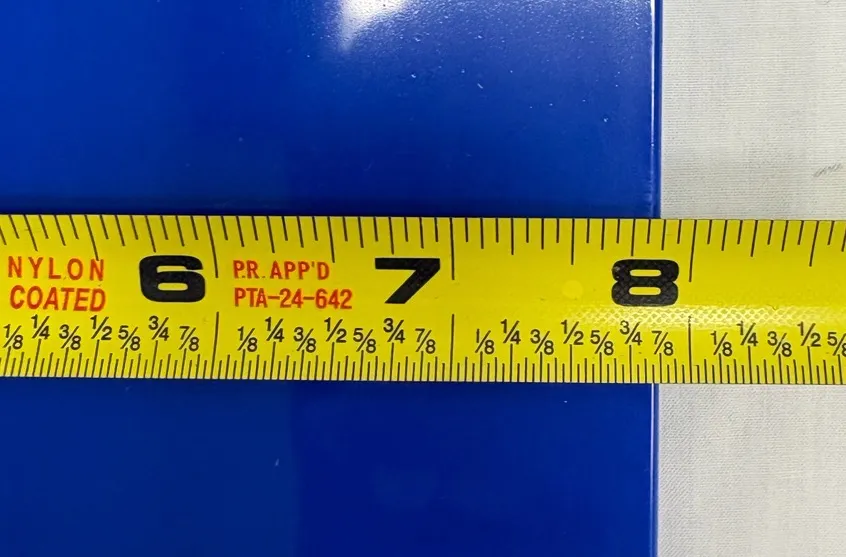 NYLON
COATED
6
P.R. APP'D
PTA-24-642
7
8
⅛ ¼ ⅜ ½ ⅝ ¾ ⅞ ⅛ ¼ ⅜ ½ ⅝ ¾ ⅞ ⅛ ¼ ⅜ ½ ⅝ ¾ ⅞ ⅛ ¼ ⅜ ½ ⅝